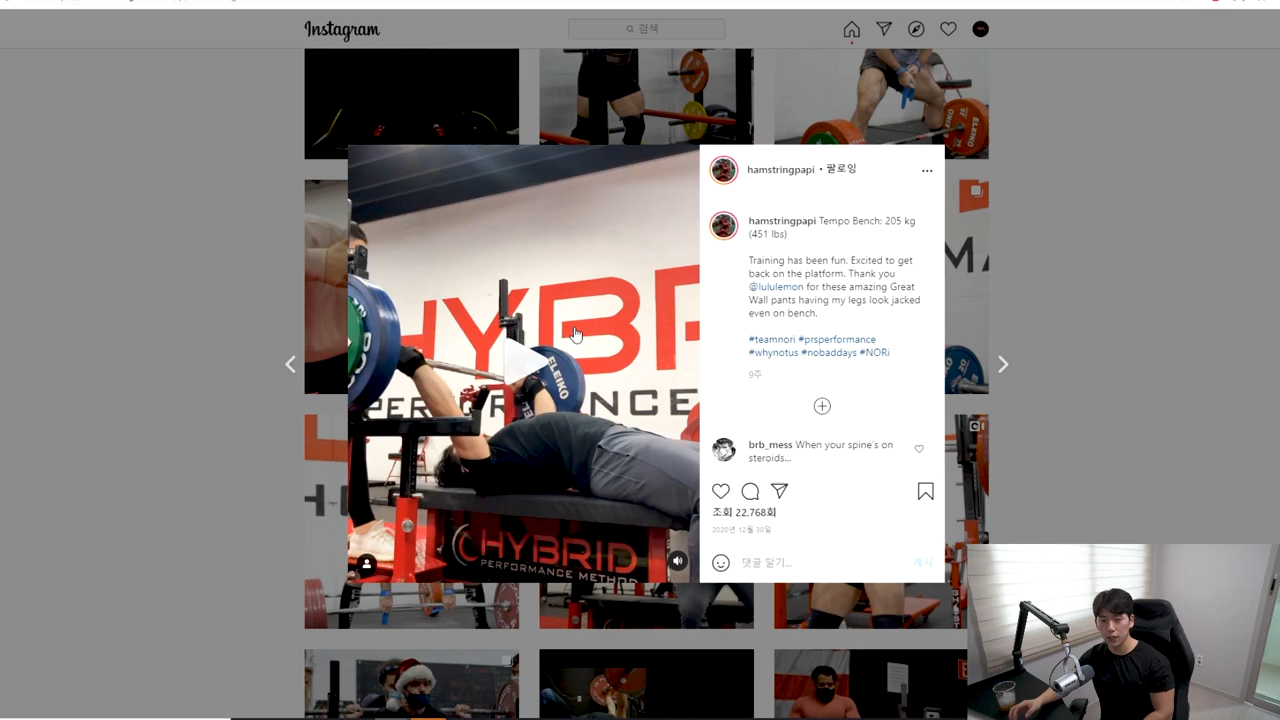 Instagram
검색
ELEIKO
hamstringpapi • 팔로잉
hamstringpapi Tempo Bench: 205 kg
(451 lbs)
Training has been fun. Excited to get
back on the platform. Thank you
@lululemon for these amazing Great
Wall pants having my legs look jacked
even on bench.
#teamnori #prsperformance
#whynotus #nobaddays #NORi
9주
brb_mess When your spine's on
steroids...
조회 22,768회
2020년 12월 30일
댓글 달기...
게시
HYBR
ELEIKO
PERFORMANCE
HYBRID
PERFORMANCE METHOD